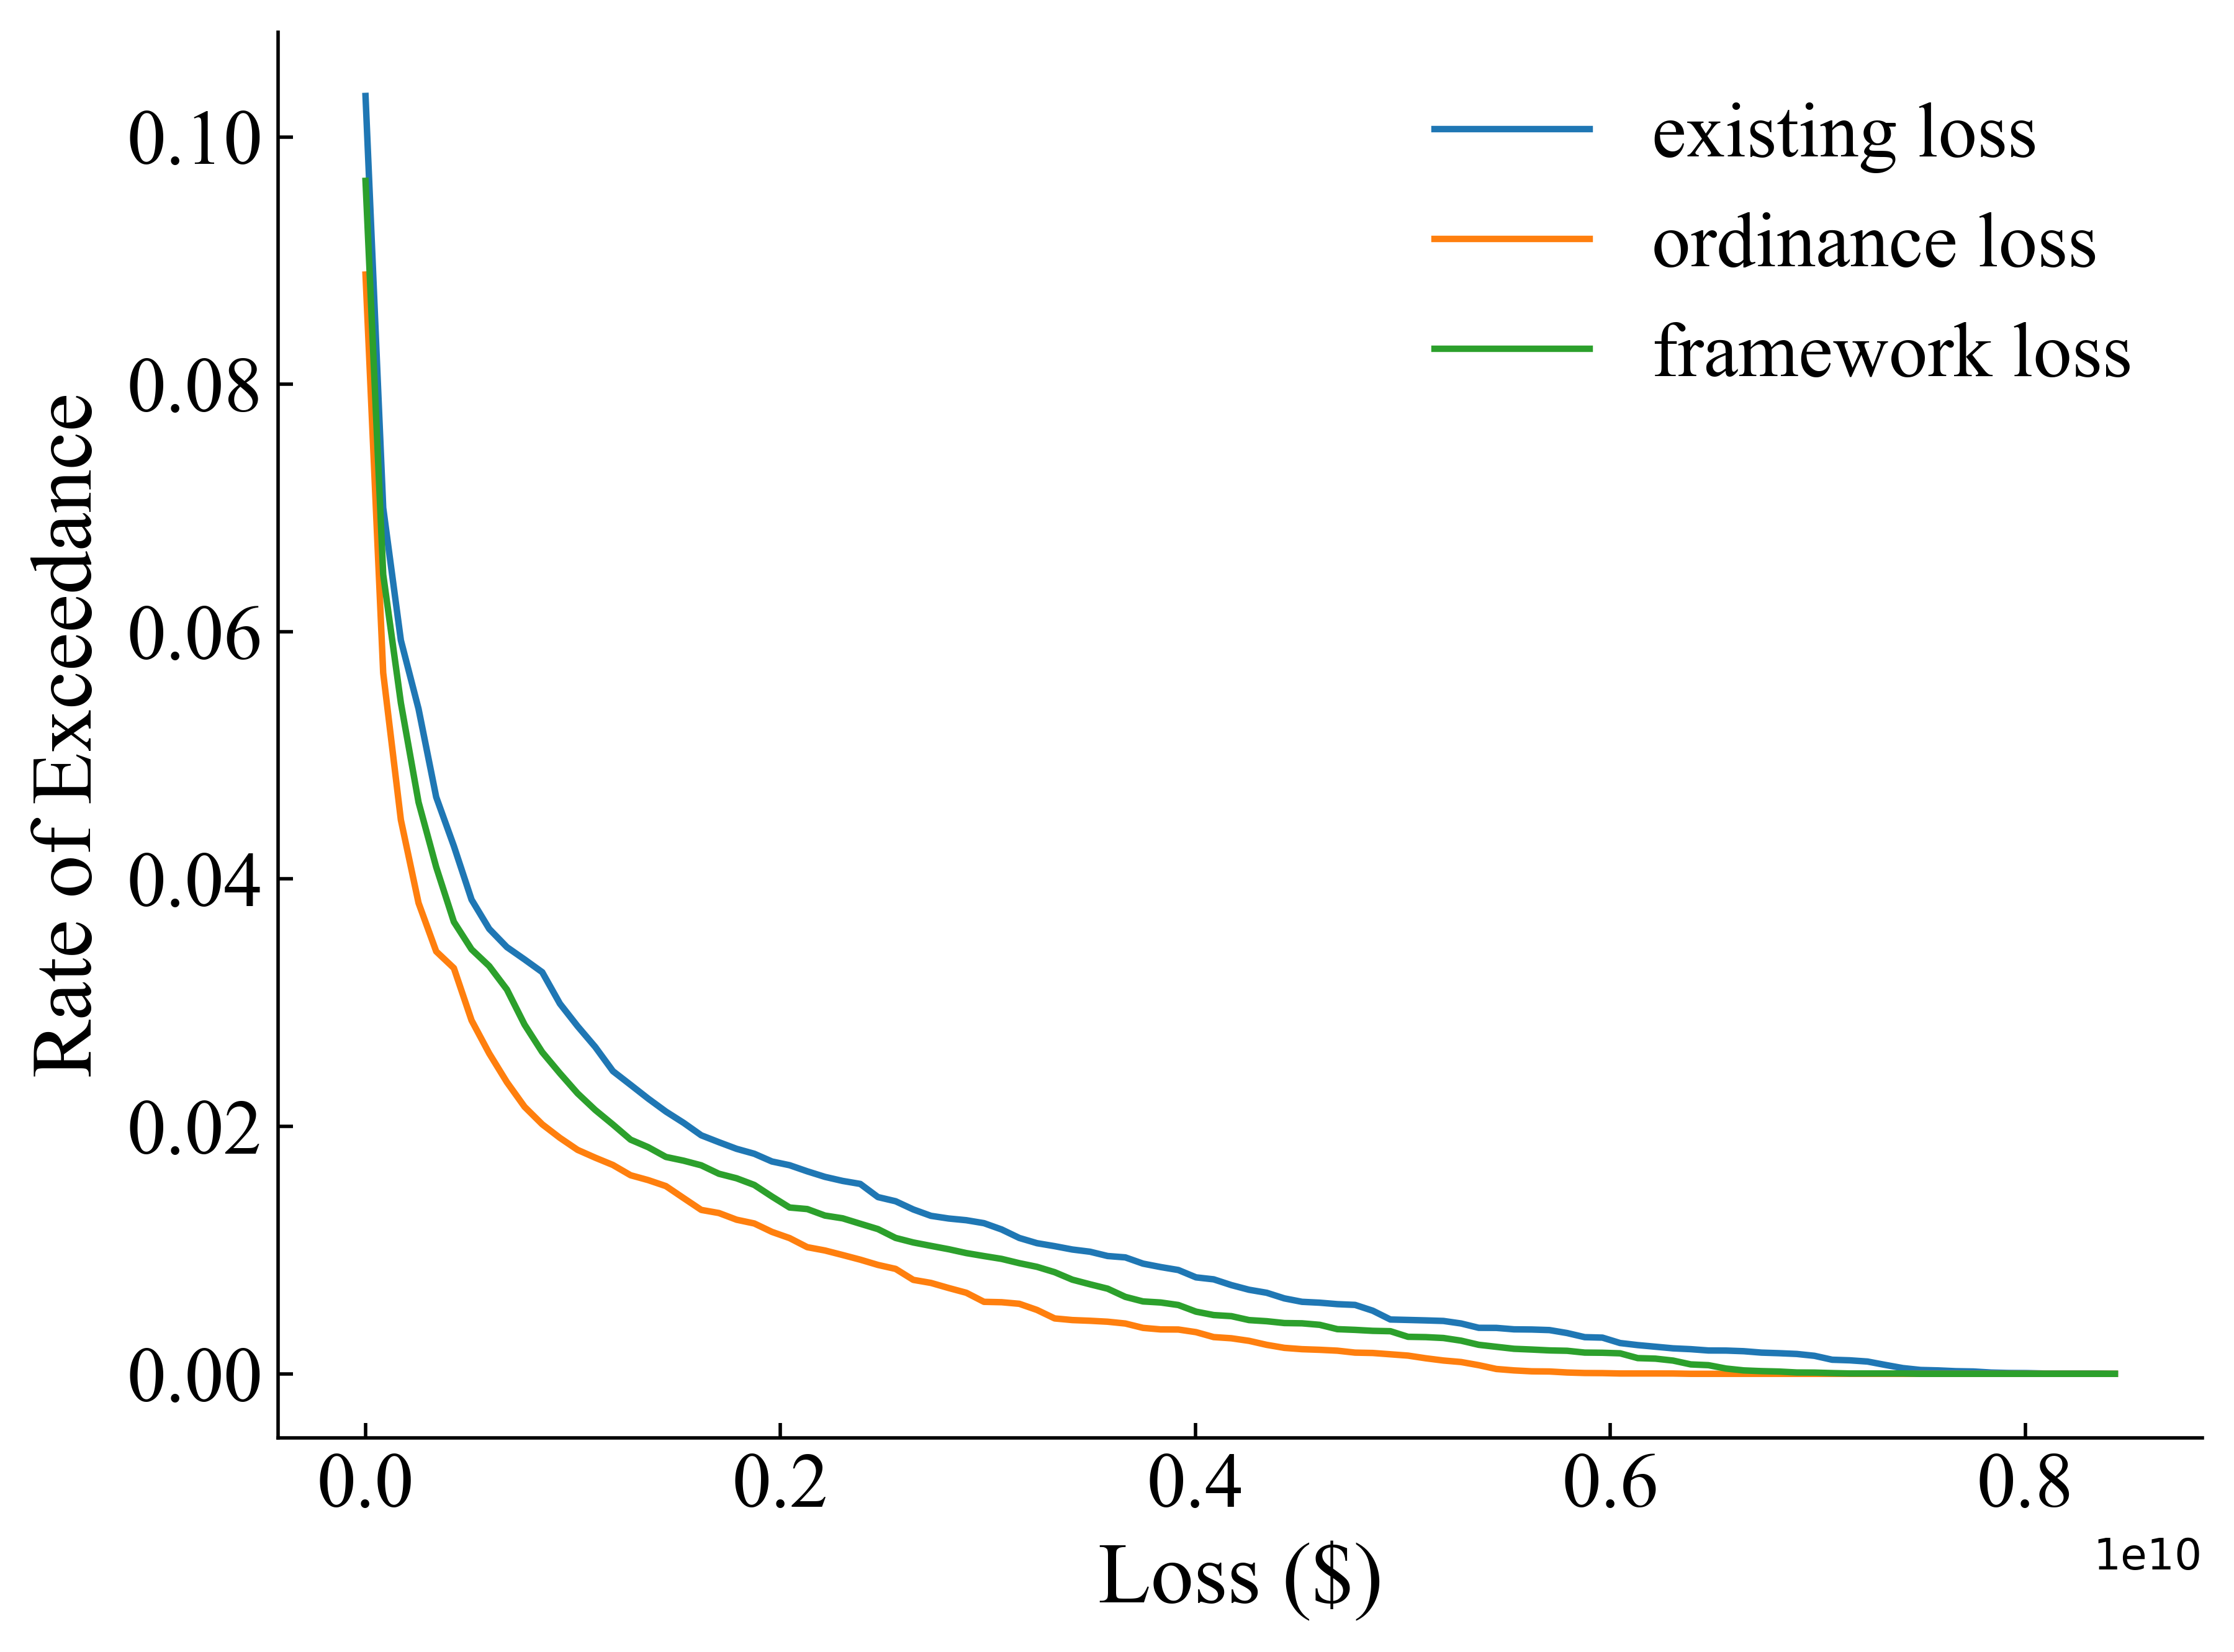 existing loss
ordinance loss
framework loss
Rate of Exceedance
0.10
0.08
0.06
0.04
0.02
0.00
0.0 0.2 0.4 0.6 0.8
1e10
Loss ($)